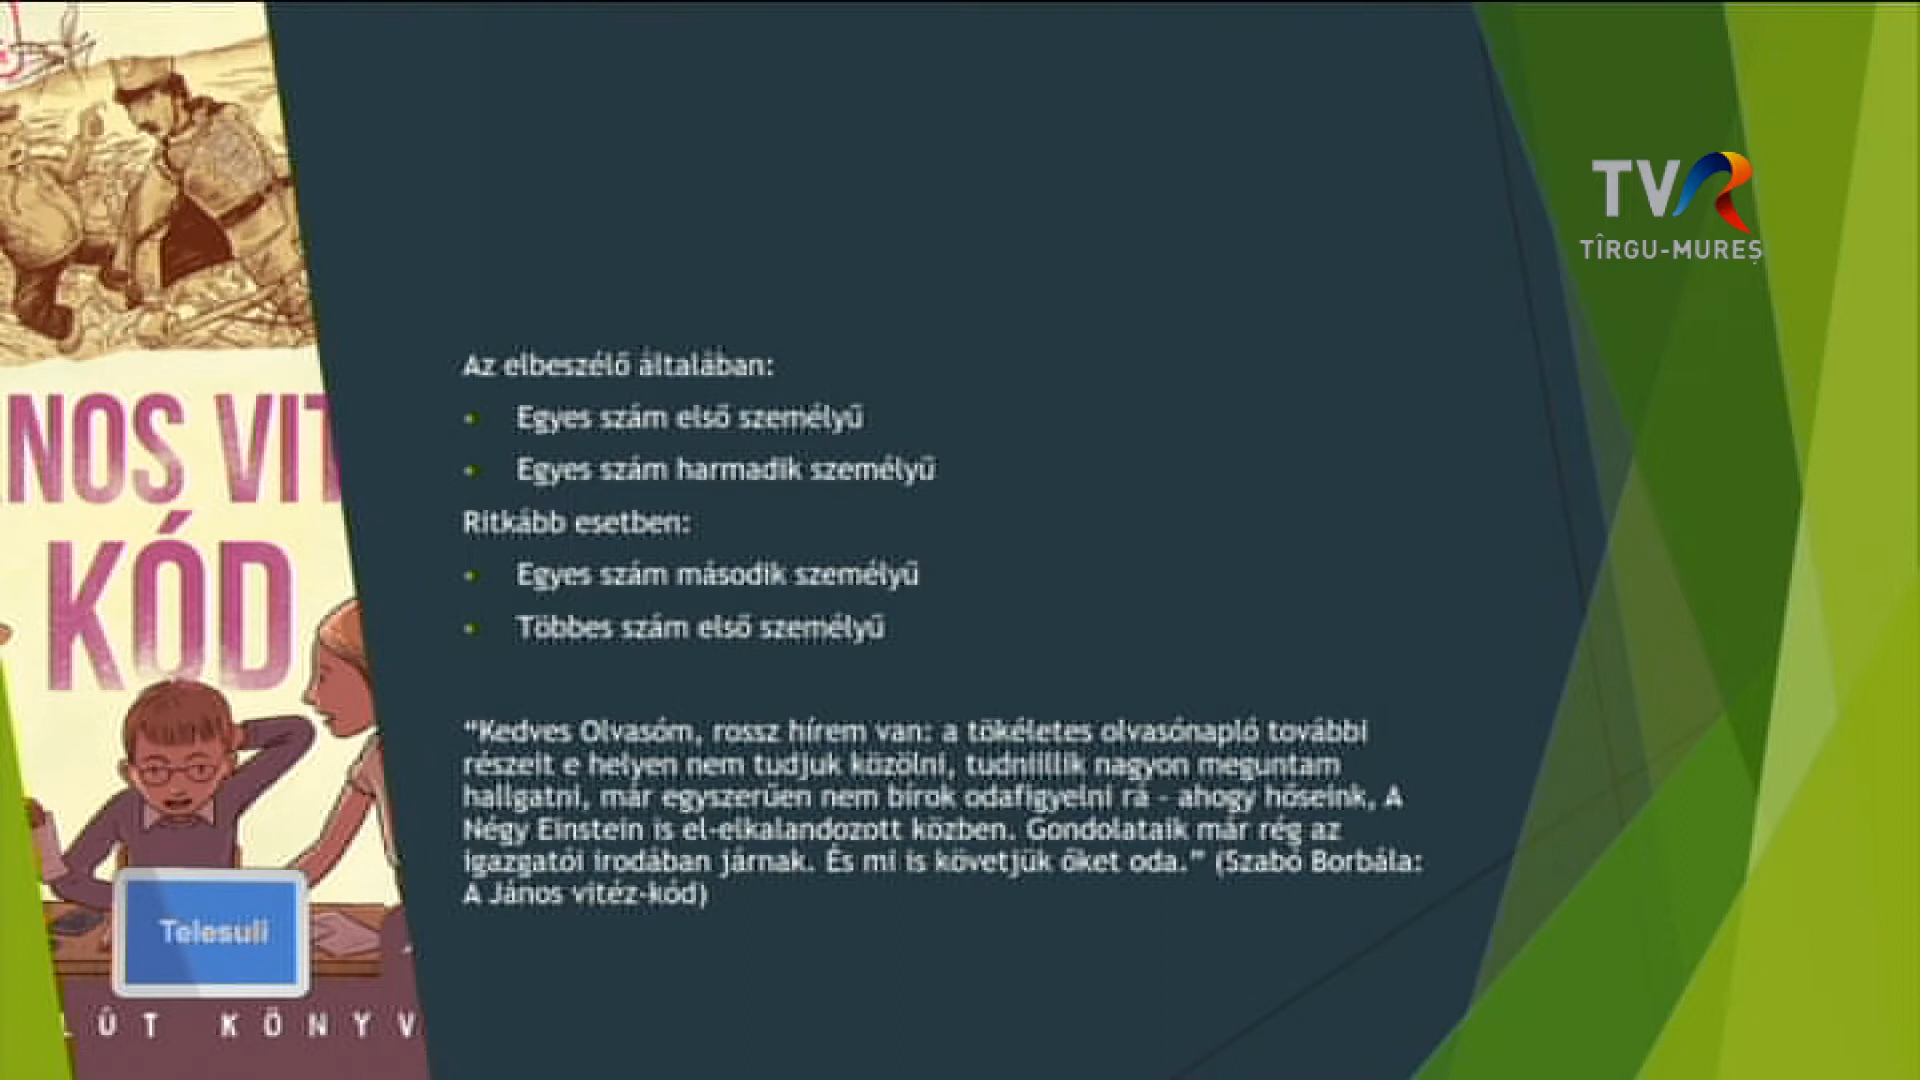 TVR
TÎRGU-MUREȘ
NOS VIT
KÓD
Az elbeszélő általában:
• Egyes szám első személyű
• Egyes szám harmadik személyű
Ritkább esetben:
• Egyes szám második személyű
• Többes szám első személyű
“Kedves Olvasóm, rossz hírem van: a tökéletes olvasónapló további
részeit e helyen nem tudjuk közölni, tudniillik nagyon meguntam
hallgatni, már egyszerűen nem bírok odafigyelni rá - ahogy hőseink, A
Négy Einstein is el-elkalandozott közben. Gondolataik már rég az
igazgatói irodában járnak. És mi is követjük őket oda.” (Szabó Borbála:
A János vitéz-kód)
Telesuli
LÚT KÖNYV